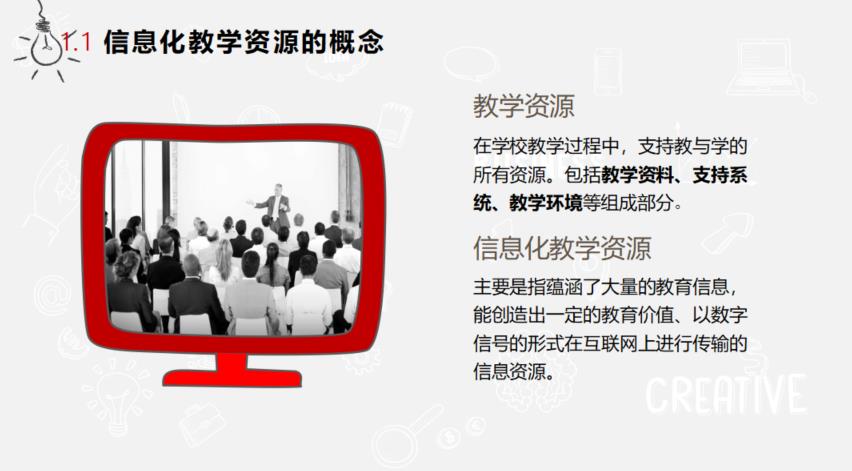 1.1 信息化教学资源的概念
教学资源
在学校教学过程中，支持教与学的
所有资源。包括教学资料、支持系
统、教学环境等组成部分。
信息化教学资源
主要是指蕴涵了大量的教育信息，
能创造出一定的教育价值、以数字
信号的形式在互联网上进行传输的
信息资源。
CREATIVE